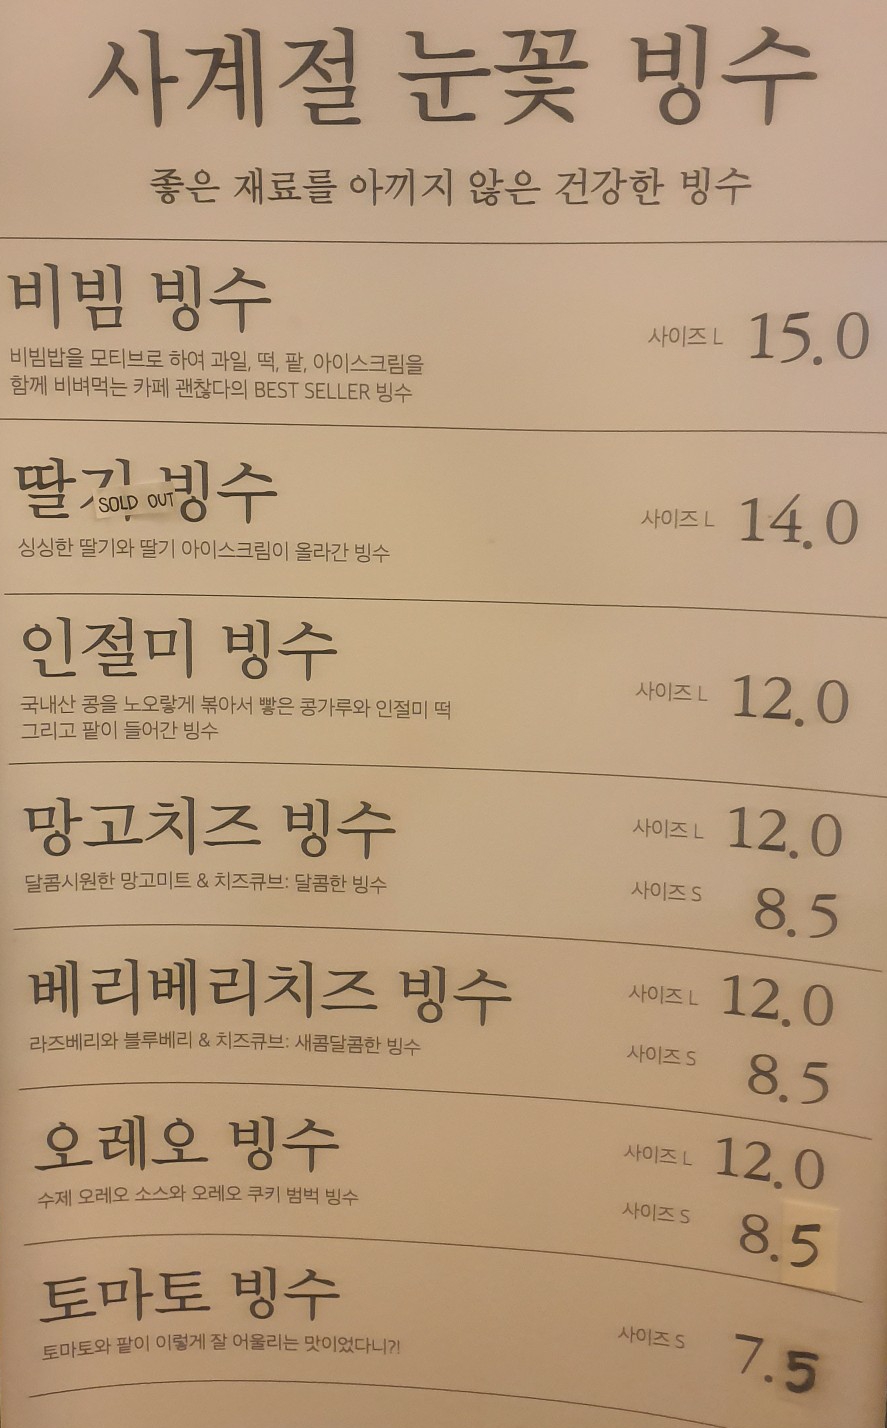 사계절 눈꽃 빙수
좋은 재료를 아끼지 않은 건강한 빙수
비빔 빙수
사이즈 L 15.0
비빔밥을 모티브로 하여 과일, 떡, 팥, 아이스크림을
함께 비벼먹는 카페 괜찮다의 BEST SELLER 빙수
딸기 빙수
SOLD OUT
사이즈 L 14.0
싱싱한 딸기와 딸기 아이스크림이 올라간 빙수
인절미 빙수
사이즈 L 12.0
국내산 콩을 노오랗게 볶아서 빻은 콩가루와 인절미 떡
그리고 팥이 들어간 빙수
망고치즈 빙수
사이즈 L 12.0
달콤시원한 망고미트 & 치즈큐브: 달콤한 빙수
사이즈 S 8.5
베리베리치즈 빙수
사이즈 L 12.0
라즈베리와 블루베리 & 치즈큐브: 새콤달콤한 빙수
사이즈 S 8.5
오레오 빙수
사이즈 L 12.0
수제 오레오 소스와 오레오 쿠키 범벅 빙수
사이즈 S 8.5
토마토 빙수
토마토와 팥이 이렇게 잘 어울리는 맛이었다니?!
사이즈 S 7.5